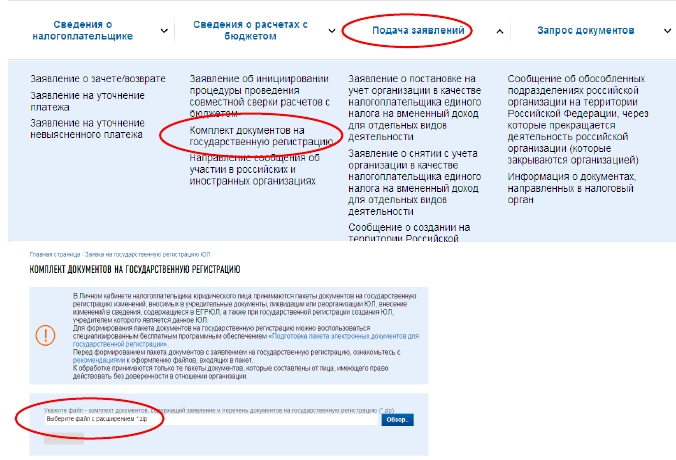 Сведения о
налогоплательщике
Сведения о расчетах с
бюджетом
Подача заявлений
Запрос документов
Заявление о зачете/возврате
Заявление на уточнение
платежа
Заявление на уточнение
невыясненного платежа
Заявление об инициировании
процедуры проведения
совместной сверки расчетов с
бюджетом
Комплект документов на
государственную регистрацию
Направление сообщения об
участии в российских и
иностранных организациях
Заявление о постановке на
учет организации в качестве
налогоплательщика единого
налога на вмененный доход
для отдельных видов
деятельности
Заявление о снятии с учета
организации в качестве
налогоплательщика единого
налога на вмененный доход
для отдельных видов
деятельности
Сообщение о создании на
территории Российской
Сообщение об обособленных
подразделениях российской
организации на территории
Российской Федерации, через
которые прекращается
деятельность российской
организации (которые
закрываются организацией)
Информация о документах,
направленных в налоговый
орган
Главная страница / Заявка на государственную регистрацию ЮЛ
КОМПЛЕКТ ДОКУМЕНТОВ НА ГОСУДАРСТВЕННУЮ РЕГИСТРАЦИЮ
В Личном кабинете налогоплательщика юридического лица принимаются пакеты документов на государственную
регистрацию изменений, вносимых в учредительные документы, ликвидации или реорганизации ЮЛ, внесение
изменений в сведения, содержащиеся в ЕГРЮЛ, а также при государственной регистрации создания ЮЛ,
учредителем которого является данное ЮЛ.
Для формирования пакета документов на государственную регистрацию можно воспользоваться
специализированным бесплатным программным обеспечением «Подготовка пакета электронных документов для
государственной регистрации».
Перед формированием пакета документов с заявлением на государственную регистрацию, ознакомьтесь с
рекомендациями к оформлению файлов, входящих в пакет.
К обработке принимаются только те пакеты документов, которые составлены от лица, имеющего право
действовать без доверенности в отношении организации.
Укажите файл - комплект документов, содержащий заявление и перечень документов на государственную регистрацию (*.zip)
Выберите файл с расширением *.zip
Обзор..